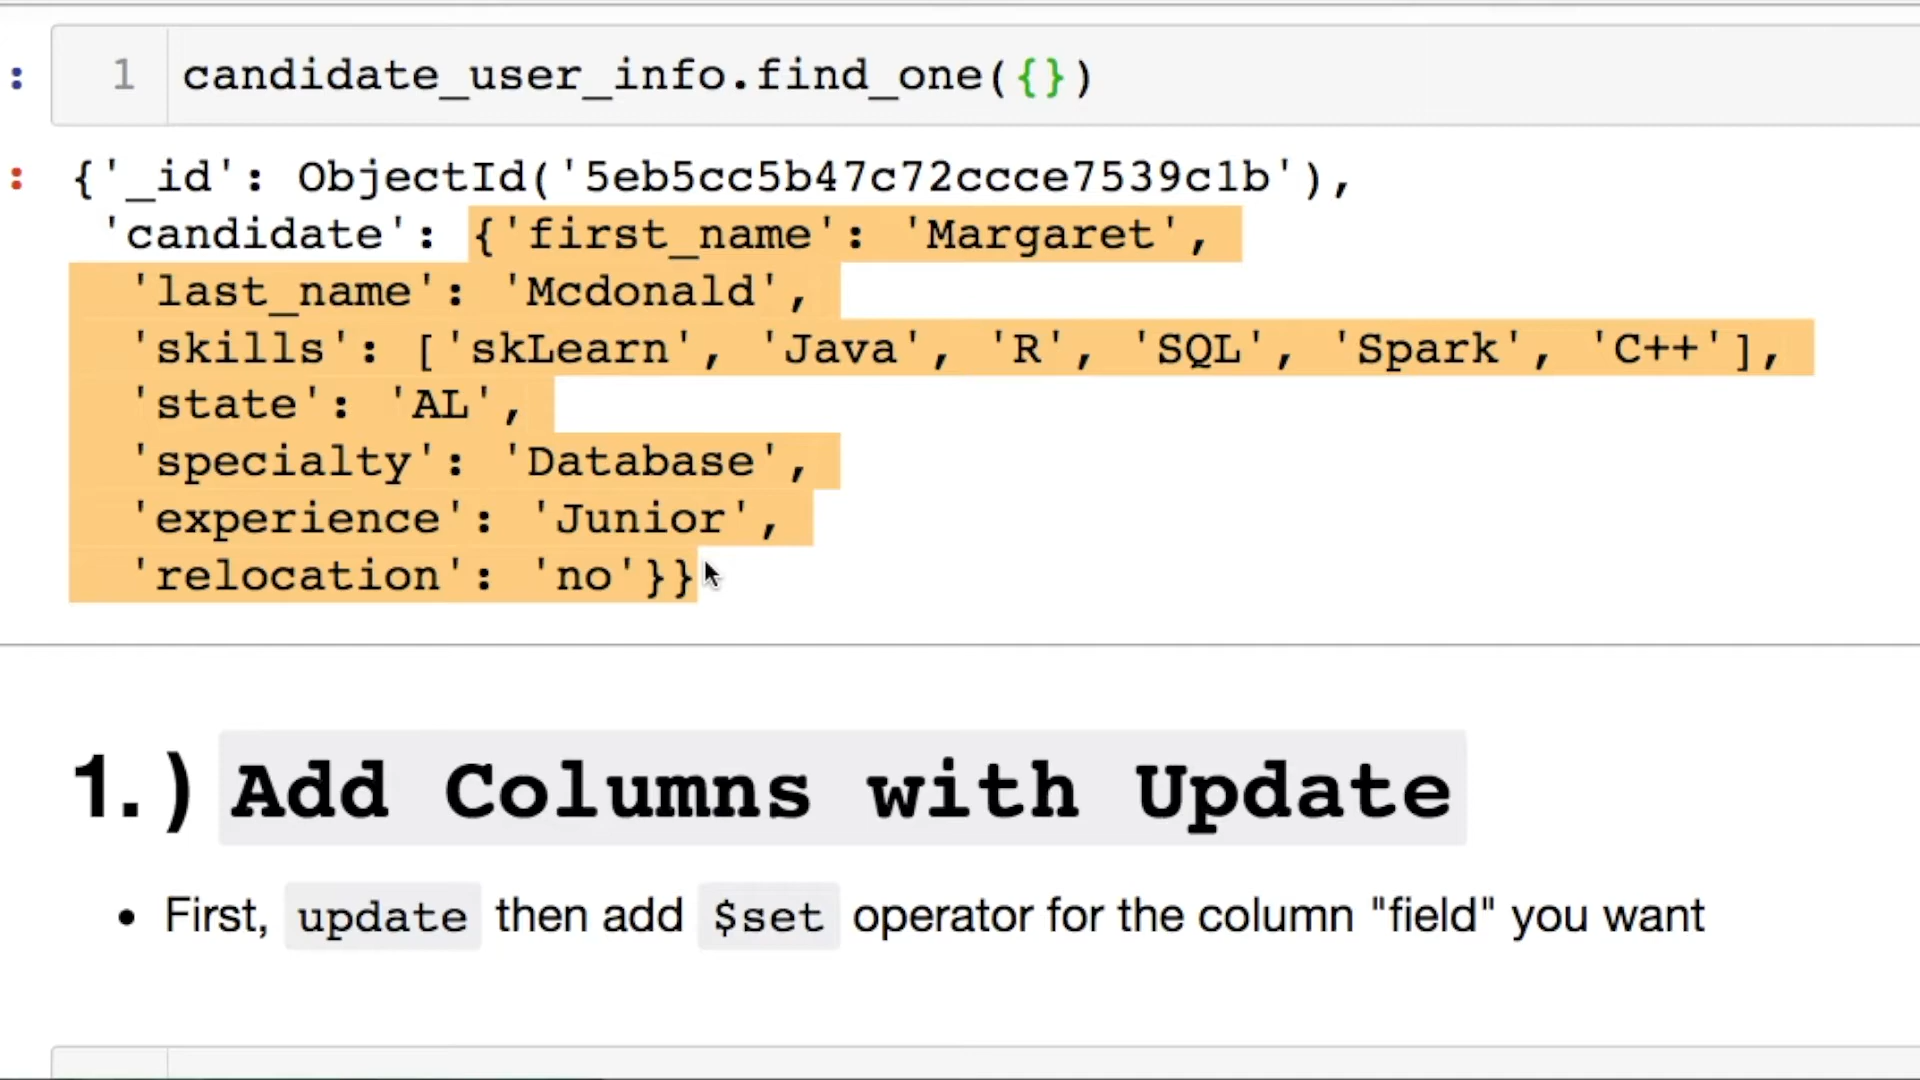 : 1 candidate_user_info.find_one({})
: {'_id': ObjectId('5eb5cc5b47c72ccce7539c1b'),
'candidate': {'first_name': 'Margaret',
'last_name': 'Mcdonald',
'skills': ['skLearn', 'Java', 'R', 'SQL', 'Spark', 'C++'],
'state': 'AL',
'specialty': 'Database',
'experience': 'Junior',
'relocation': 'no'}}
1.) Add Columns with Update
• First, update then add $set operator for the column "field" you want